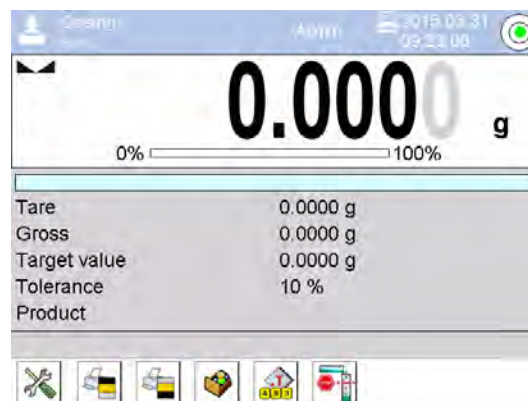 Dosing
Admin
2015.03.31
09:23:00
0.0000 g
0% 100%
Tare 0.0000 g
Gross 0.0000 g
Target value 0.0000 g
Tolerance 10 %
Product